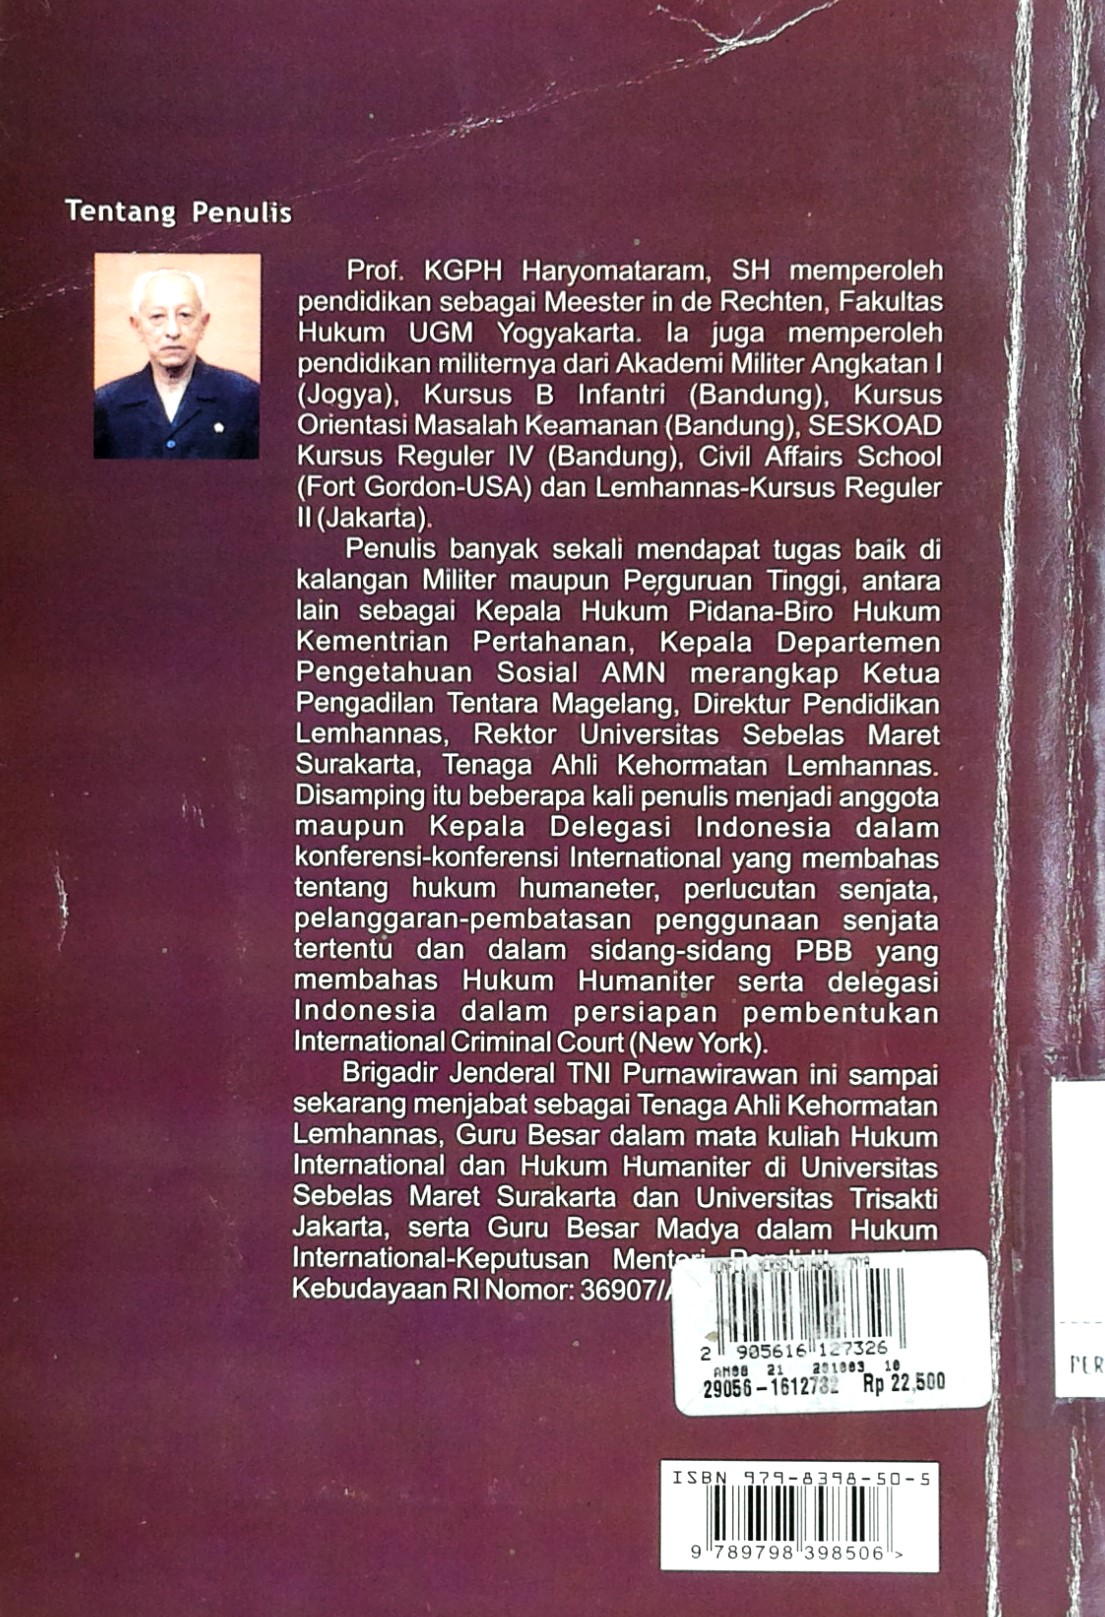 Tentang Penulis
Prof. KGPH Haryomataram, SH memperoleh
pendidikan sebagai Meester in de Rechten, Fakultas
Hukum UGM Yogyakarta. Ia juga memperoleh
pendidikan militernya dari Akademi Militer Angkatan I
(Jogya), Kursus B Infantri (Bandung), Kursus
Orientasi Masalah Keamanan (Bandung), SESKOAD
Kursus Reguler IV (Bandung), Civil Affairs School
(Fort Gordon-USA) dan Lemhannas-Kursus Reguler
II (Jakarta).
Penulis banyak sekali mendapat tugas baik di
kalangan Militer maupun Perguruan Tinggi, antara
lain sebagai Kepala Hukum Pidana-Biro Hukum
Kementrian Pertahanan, Kepala Departemen
Pengetahuan Sosial AMN merangkap Ketua
Pengadilan Tentara Magelang, Direktur Pendidikan
Lemhannas, Rektor Universitas Sebelas Maret
Surakarta, Tenaga Ahli Kehormatan Lemhannas.
Disamping itu beberapa kali penulis menjadi anggota
maupun Kepala Delegasi Indonesia dalam
konferensi-konferensi International yang membahas
tentang hukum humaneter, perlucutan senjata,
pelanggaran-pembatasan penggunaan senjata
tertentu dan dalam sidang-sidang PBB yang
membahas Hukum Humaniter serta delegasi
Indonesia dalam persiapan pembentukan
International Criminal Court (New York).
Brigadir Jenderal TNI Purnawirawan ini sampai
sekarang menjabat sebagai Tenaga Ahli Kehormatan
Lemhannas, Guru Besar dalam mata kuliah Hukum
International dan Hukum Humaniter di Universitas
Sebelas Maret Surakarta dan Universitas Trisakti
Jakarta, serta Guru Besar Madya dalam Hukum
International-Keputusan Menteri
Kebudayaan RI Nomor: 36907/
2 905616 127326
21 10
29056-1612732 Rp 22,500
ISBN 979-8398-50-5
9 789798 398506 >
PER